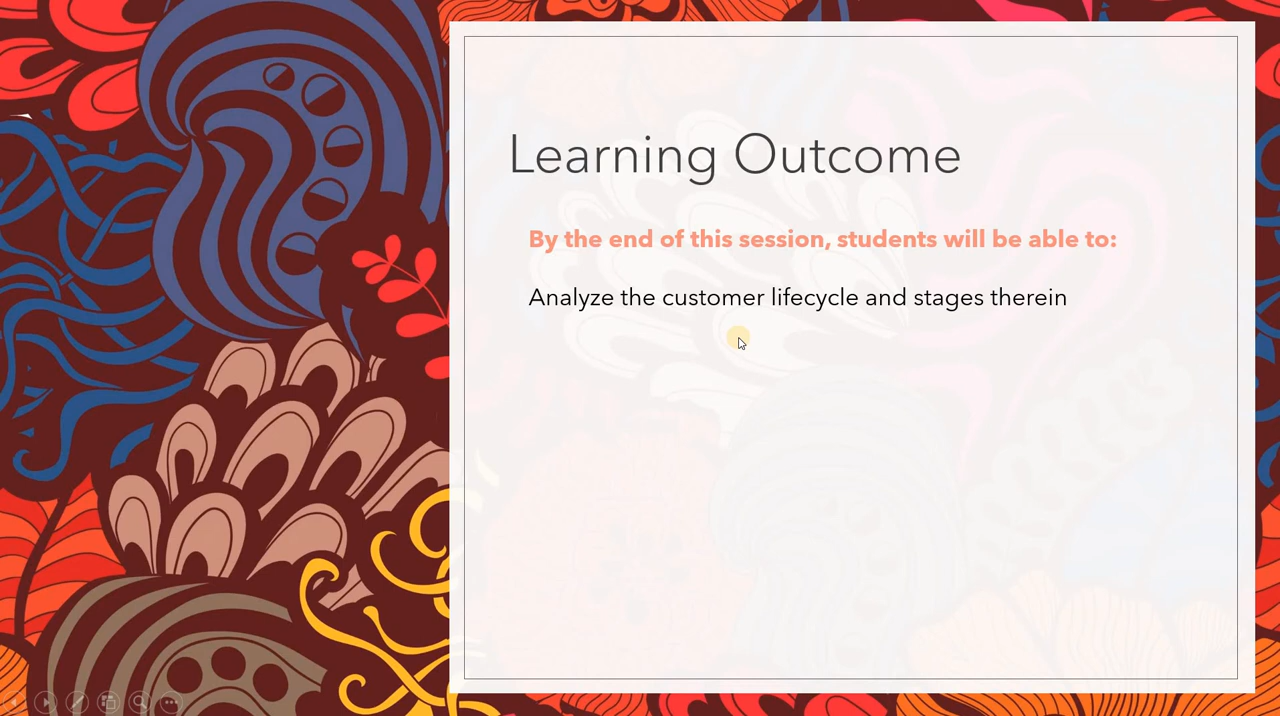 Learning Outcome
By the end of this session, students will be able to:
Analyze the customer lifecycle and stages therein